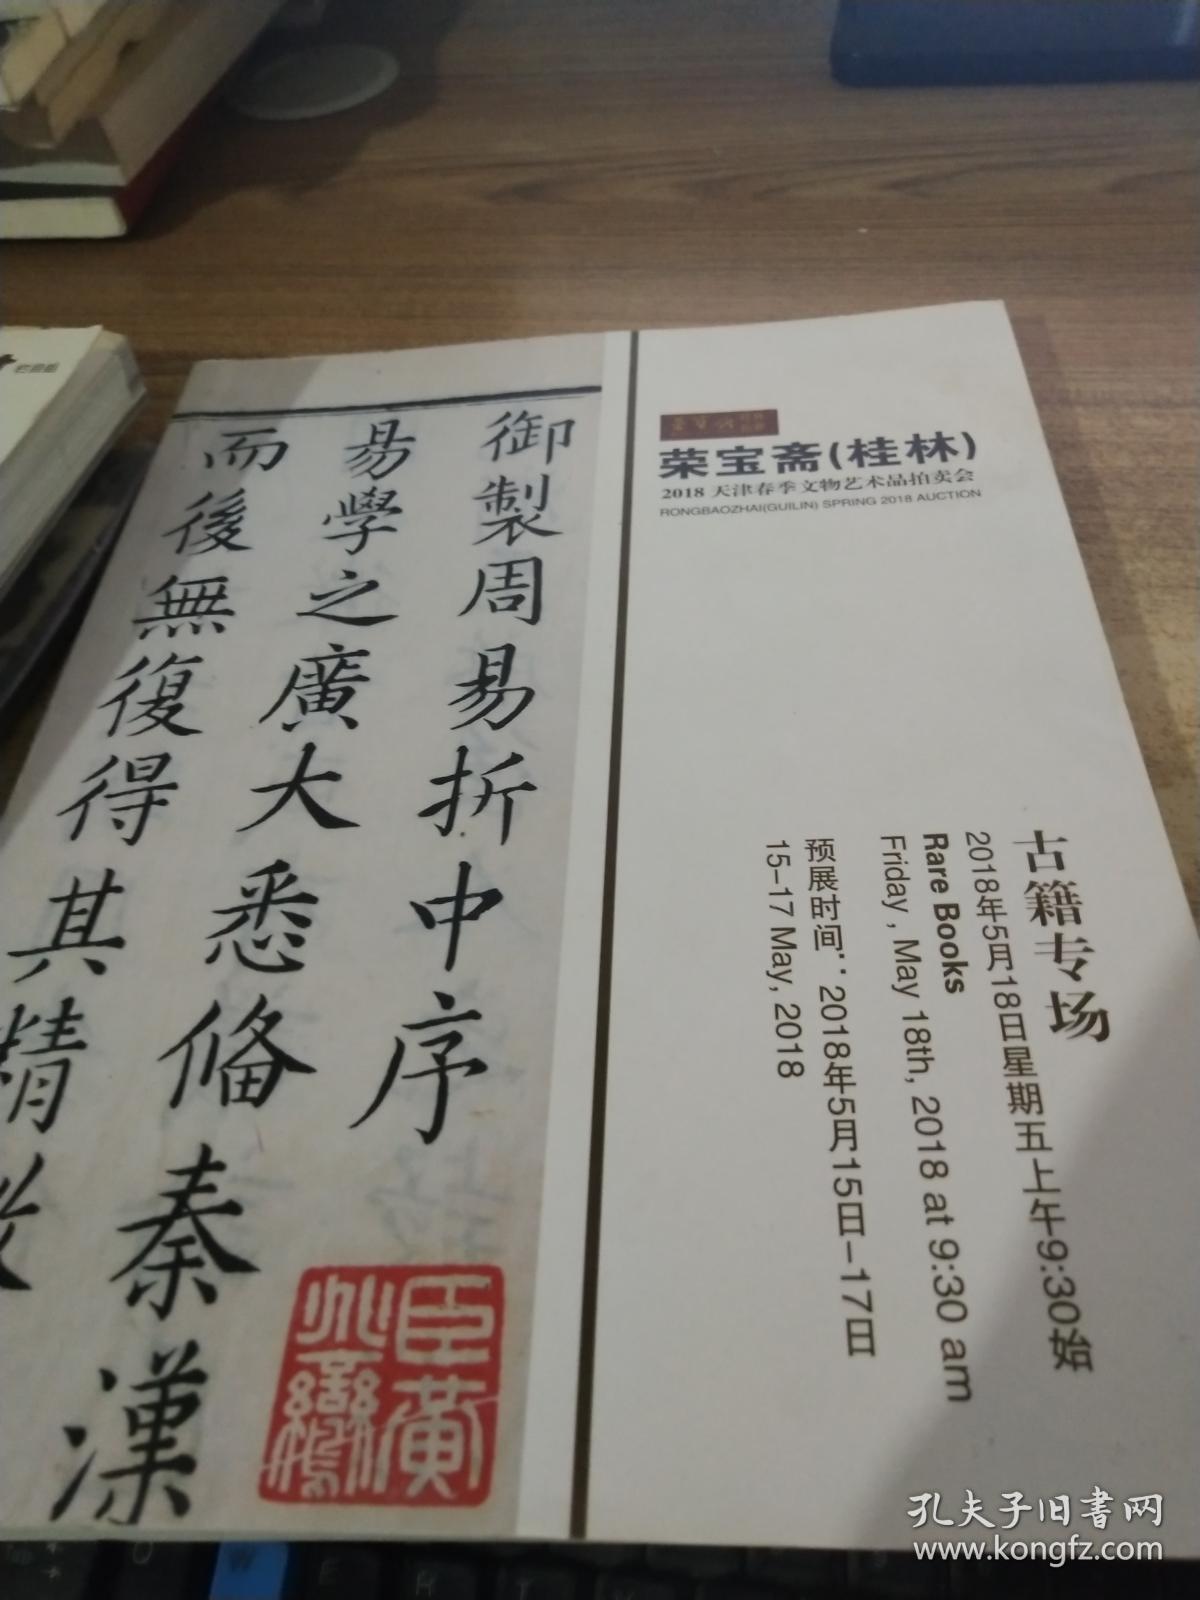 荣宝斋(桂林)
2018 天津春季文物艺术品拍卖会
RONGBAOZHAI(GUILIN) SPRING 2018 AUCTION
古籍专场
2018年5月18日星期五上午9:30始
Rare Books
Friday , May 18th, 2018 at 9:30 am
预展时间：2018年5月15日-17日
15-17 May, 2018
御製周易折中序
易學之廣大悉俻秦漢
而後無復得其精
孔夫子旧書网
www.kongfz.com